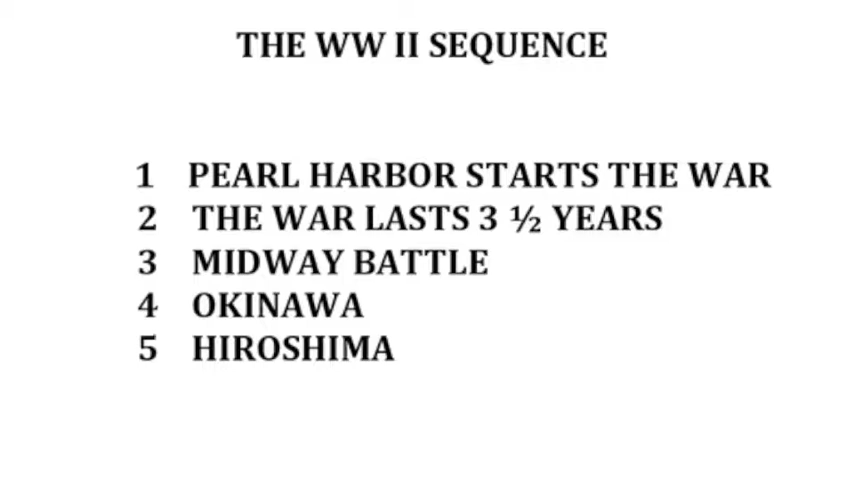 THE WW II SEQUENCE
1 PEARL HARBOR STARTS THE WAR
2 THE WAR LASTS 3 ½ YEARS
3 MIDWAY BATTLE
4 OKINAWA
5 HIROSHIMA